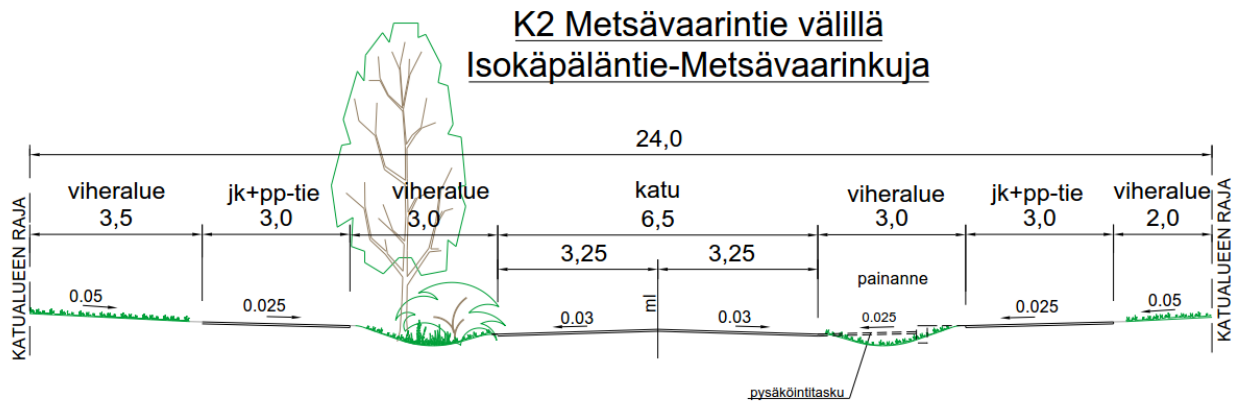 K2 Metsävaarintie välillä
Isokäpäläntie-Metsävaarinkuja
24,0
KATUALUEEN RAJA
viheralue
3,5
jk+pp-tie
3,0
viheralue
3,0
katu
6,5
viheralue
3,0
jk+pp-tie
3,0
viheralue
2,0
KATUALUEEN RAJA
3,25
3,25
painanne
0.05
0.025
0.03
ml
0.03
0.025
0.025
0.05
pysäköintitasku